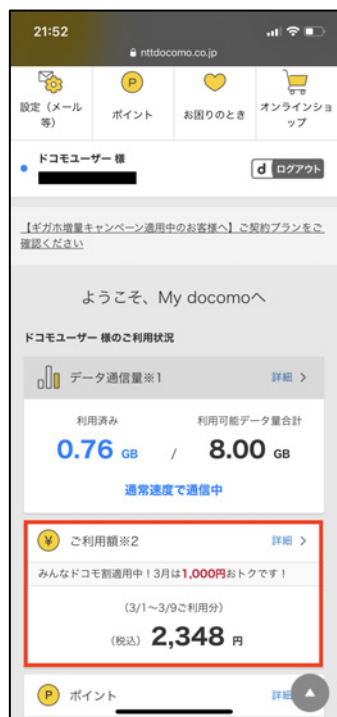 21:52
nttdocomo.co.jp
設定（メール等）
ポイント
お困りのとき
オンラインショップ
ドコモユーザー 様
d ログアウト
【ギガホ増量キャンペーン適用中のお客様へ】ご契約プランをご
確認ください
ようこそ、My docomoへ
ドコモユーザー 様のご利用状況
データ通信量※1 詳細
利用済み 利用可能データ量合計
0.76 GB / 8.00 GB
通常速度で通信中
¥ ご利用額※2 詳細
みんなドコモ割適用中！3月は1,000円おトクです！
(3/1〜3/9ご利用分)
(税込) 2,348 円
P ポイント 詳細